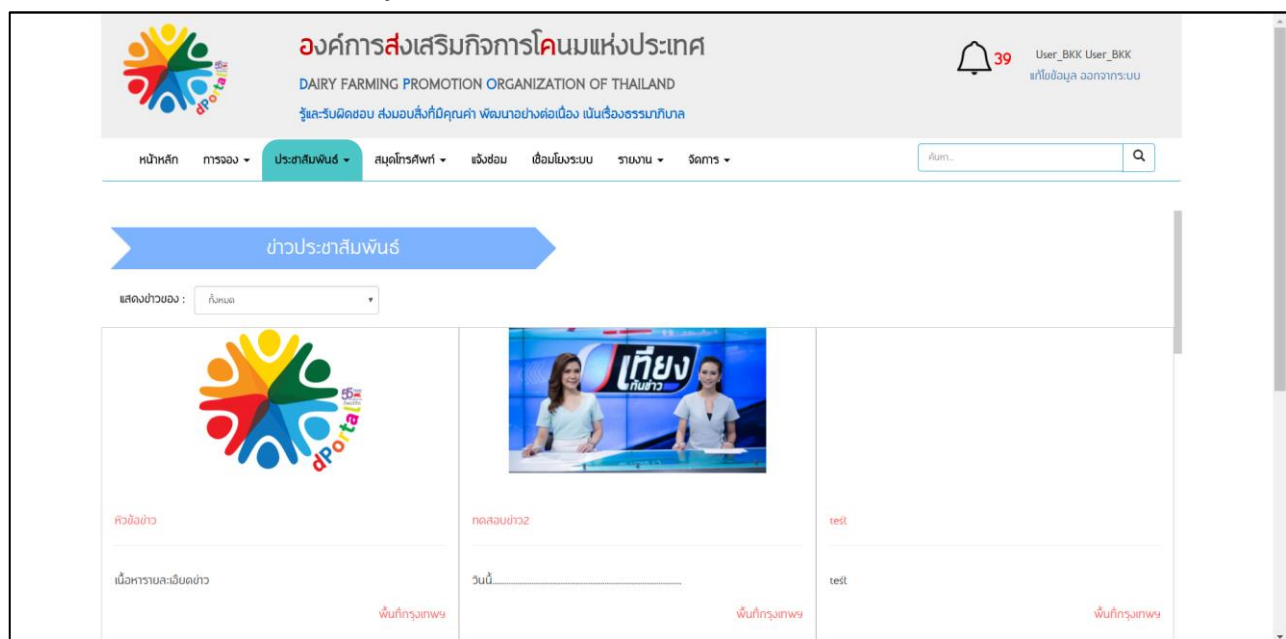 องค์การส่งเสริมกิจการโคนมแห่งประเทศ
DAIRY FARMING PROMOTION ORGANIZATION OF THAILAND
รู้และรับผิดชอบ ส่งมอบสิ่งที่มีคุณค่า พัฒนาอย่างต่อเนื่อง เน้นเรื่องธรรมาภิบาล
dPortal
39
User_BKK User_BKK
แก้ไขข้อมูล ออกจากระบบ
หน้าหลัก การจอง ประชาสัมพันธ์ สมุดโทรศัพท์ แจ้งซ่อม เชื่อมโยงระบบ รายงาน จัดการ
ค้นหา..
ข่าวประชาสัมพันธ์
แสดงข่าวของ : ทั้งหมด
55
dPortal
เที่ยง
ทันข่าว
หัวข้อข่าว ทดสอบข่าว2 test
เนื้อหารายละเอียดข่าว วันนี้............................................................ test
พื้นที่กรุงเทพฯ พื้นที่กรุงเทพฯ พื้นที่กรุงเทพฯ